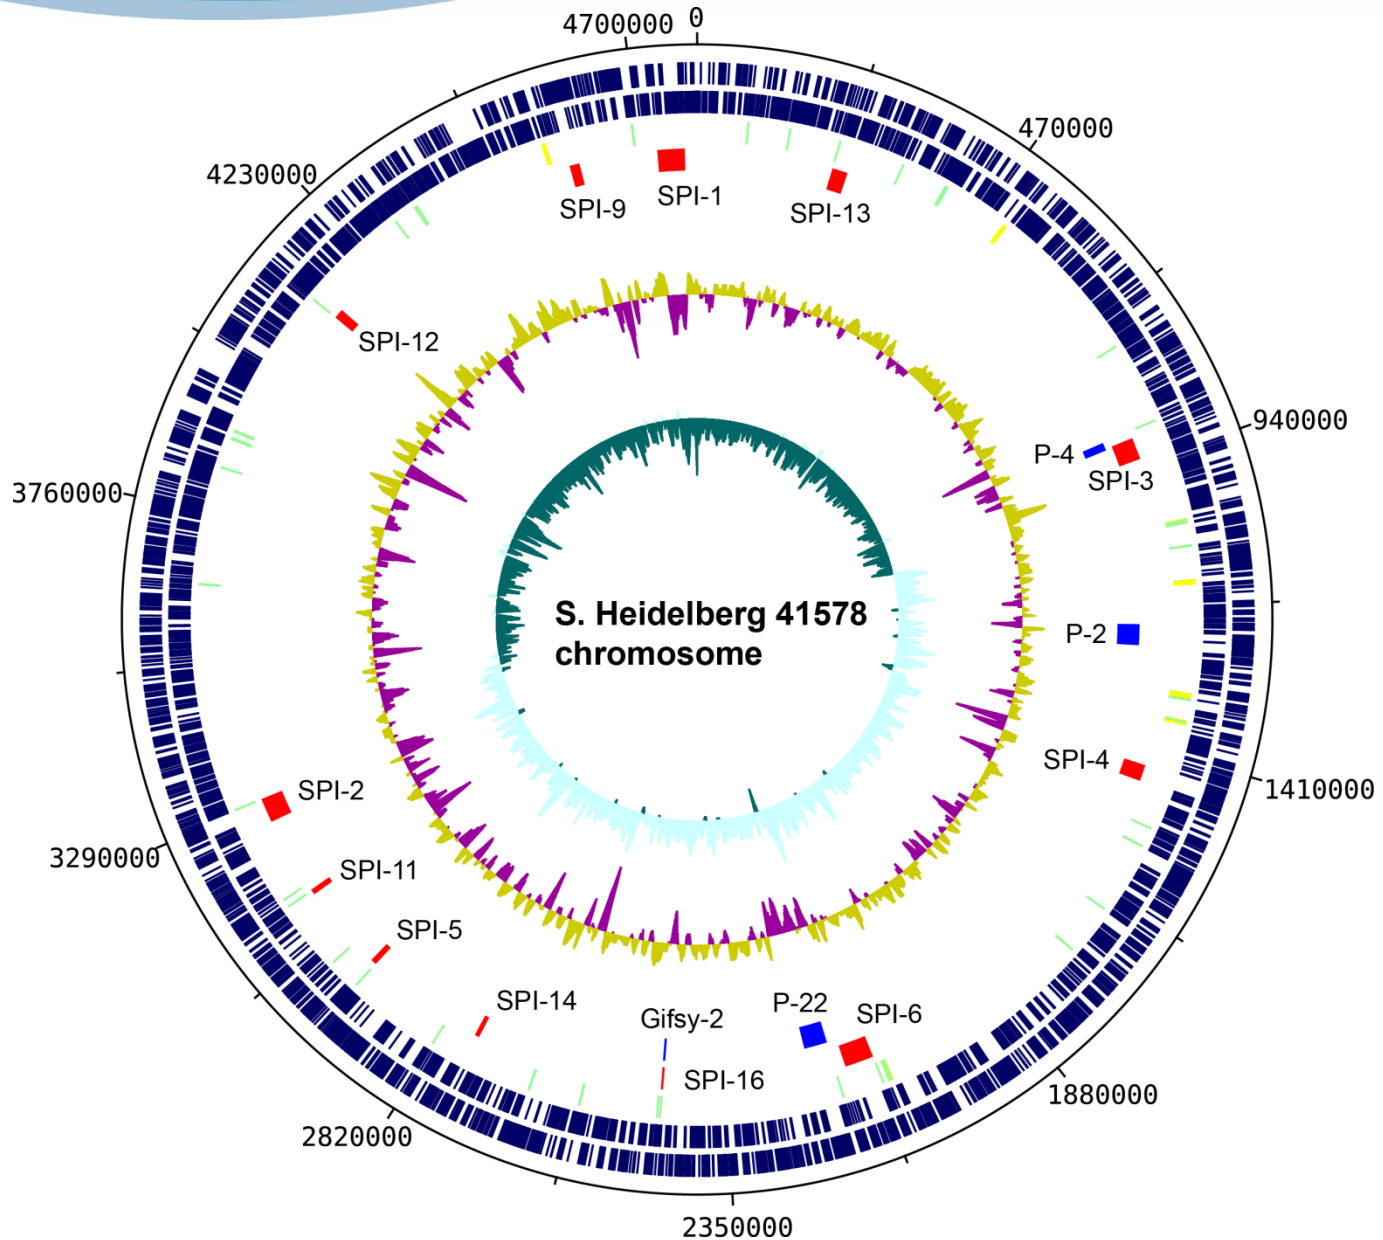 4700000
0
470000
4230000
SPI-9
SPI-1
SPI-13
SPI-12
940000
P-4
SPI-3
3760000
S. Heidelberg 41578
chromosome
P-2
SPI-4
1410000
SPI-2
3290000
SPI-11
SPI-5
SPI-14
Gifsy-2
P-22
SPI-6
SPI-16
1880000
2820000
2350000